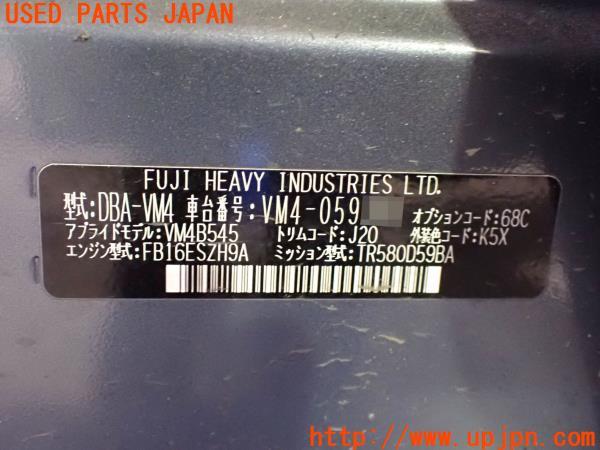 USED PARTS JAPAN
FUJI HEAVY INDUSTRIES LTD.
型式:DBA-VM4 車台番号:VM4-059 オプションコード:68C
アプライドモデル:VM4B545 トリムコード:J20 外装色コード:K5X
エンジン型式:FB16ESZH9A ミッション型式:TR580D59BA
http://www.upjpn.com/